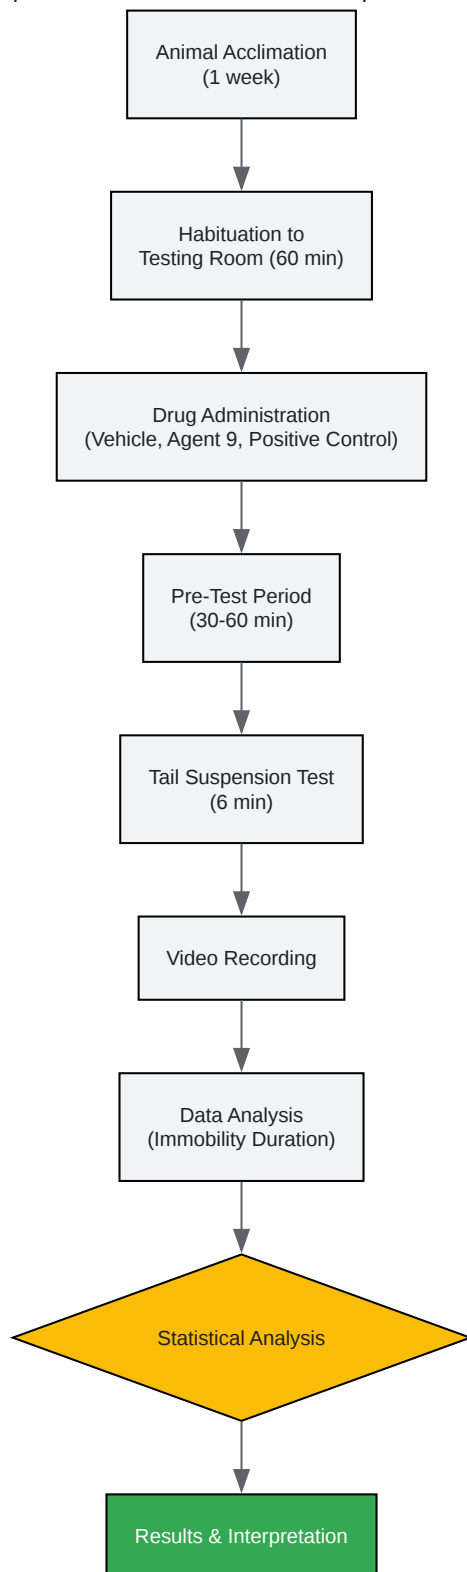 Animal Acclimation
(1 week)
Habituation to
Testing Room (60 min)
Drug Administration
(Vehicle, Agent 9, Positive Control)
Pre-Test Period
(30-60 min)
Tail Suspension Test
(6 min)
Video Recording
Data Analysis
(Immobility Duration)
Statistical Analysis
Results & Interpretation